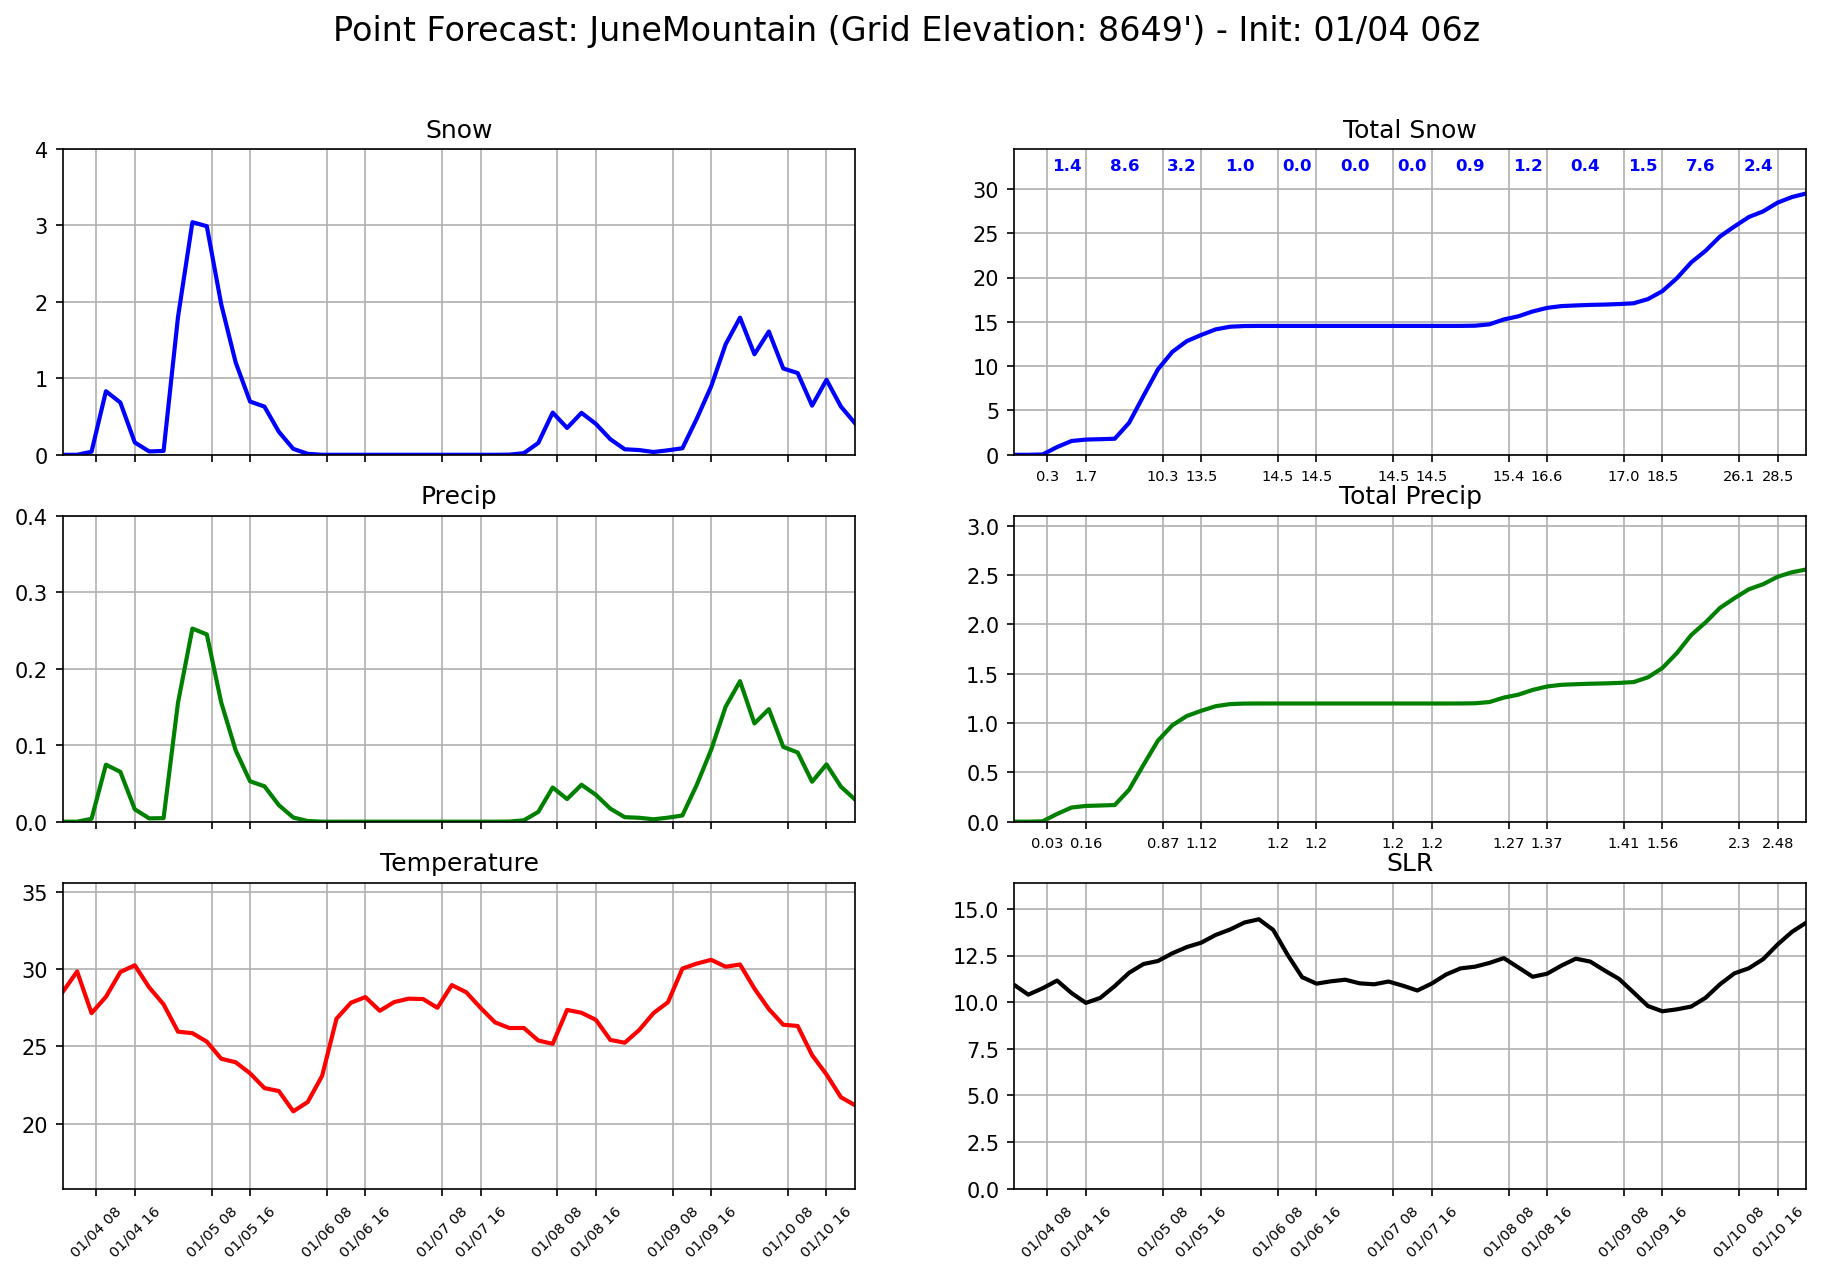 Point Forecast: JuneMountain (Grid Elevation: 8649') - Init: 01/04 06z
Snow
4
3
2
1
0
Total Snow
1.4 8.6 3.2 1.0 0.0 0.0 0.0 0.9 1.2 0.4 1.5 7.6 2.4
30
25
20
15
10
5
0
0.3 1.7 10.3 13.5 14.5 14.5 14.5 14.5 15.4 16.6 17.0 18.5 26.1 28.5
Precip
0.4
0.3
0.2
0.1
0.0
Total Precip
3.0
2.5
2.0
1.5
1.0
0.5
0.0
0.03 0.16 0.87 1.12 1.2 1.2 1.2 1.2 1.27 1.37 1.41 1.56 2.3 2.48
Temperature
35
30
25
20
01/04 08 01/04 16 01/05 08 01/05 16 01/06 08 01/06 16 01/07 08 01/07 16 01/08 08 01/08 16 01/09 08 01/09 16 01/10 08 01/10 16
SLR
15.0
12.5
10.0
7.5
5.0
2.5
0.0
01/04 08 01/04 16 01/05 08 01/05 16 01/06 08 01/06 16 01/07 08 01/07 16 01/08 08 01/08 16 01/09 08 01/09 16 01/10 08 01/10 16